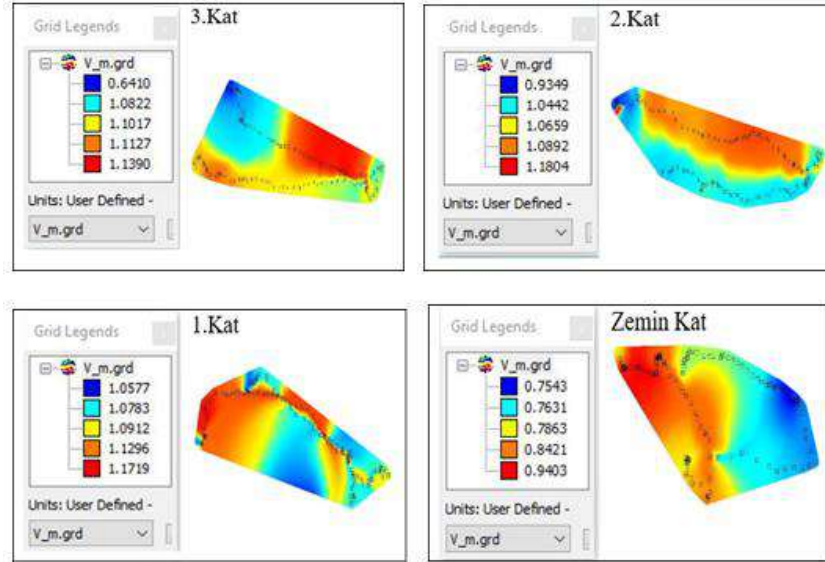 Grid Legends
3.Kat
V_m.grd
0.6410
1.0822
1.1017
1.1127
1.1390
Units: User Defined -
V_m.grd
Grid Legends
2.Kat
V_m.grd
0.9349
1.0442
1.0659
1.0892
1.1804
Units: User Defined -
V_m.grd
Grid Legends
1.Kat
V_m.grd
1.0577
1.0783
1.0912
1.1296
1.1719
Units: User Defined -
V_m.grd
Grid Legends
Zemin Kat
V_m.grd
0.7543
0.7631
0.7863
0.8421
0.9403
Units: User Defined -
V_m.grd